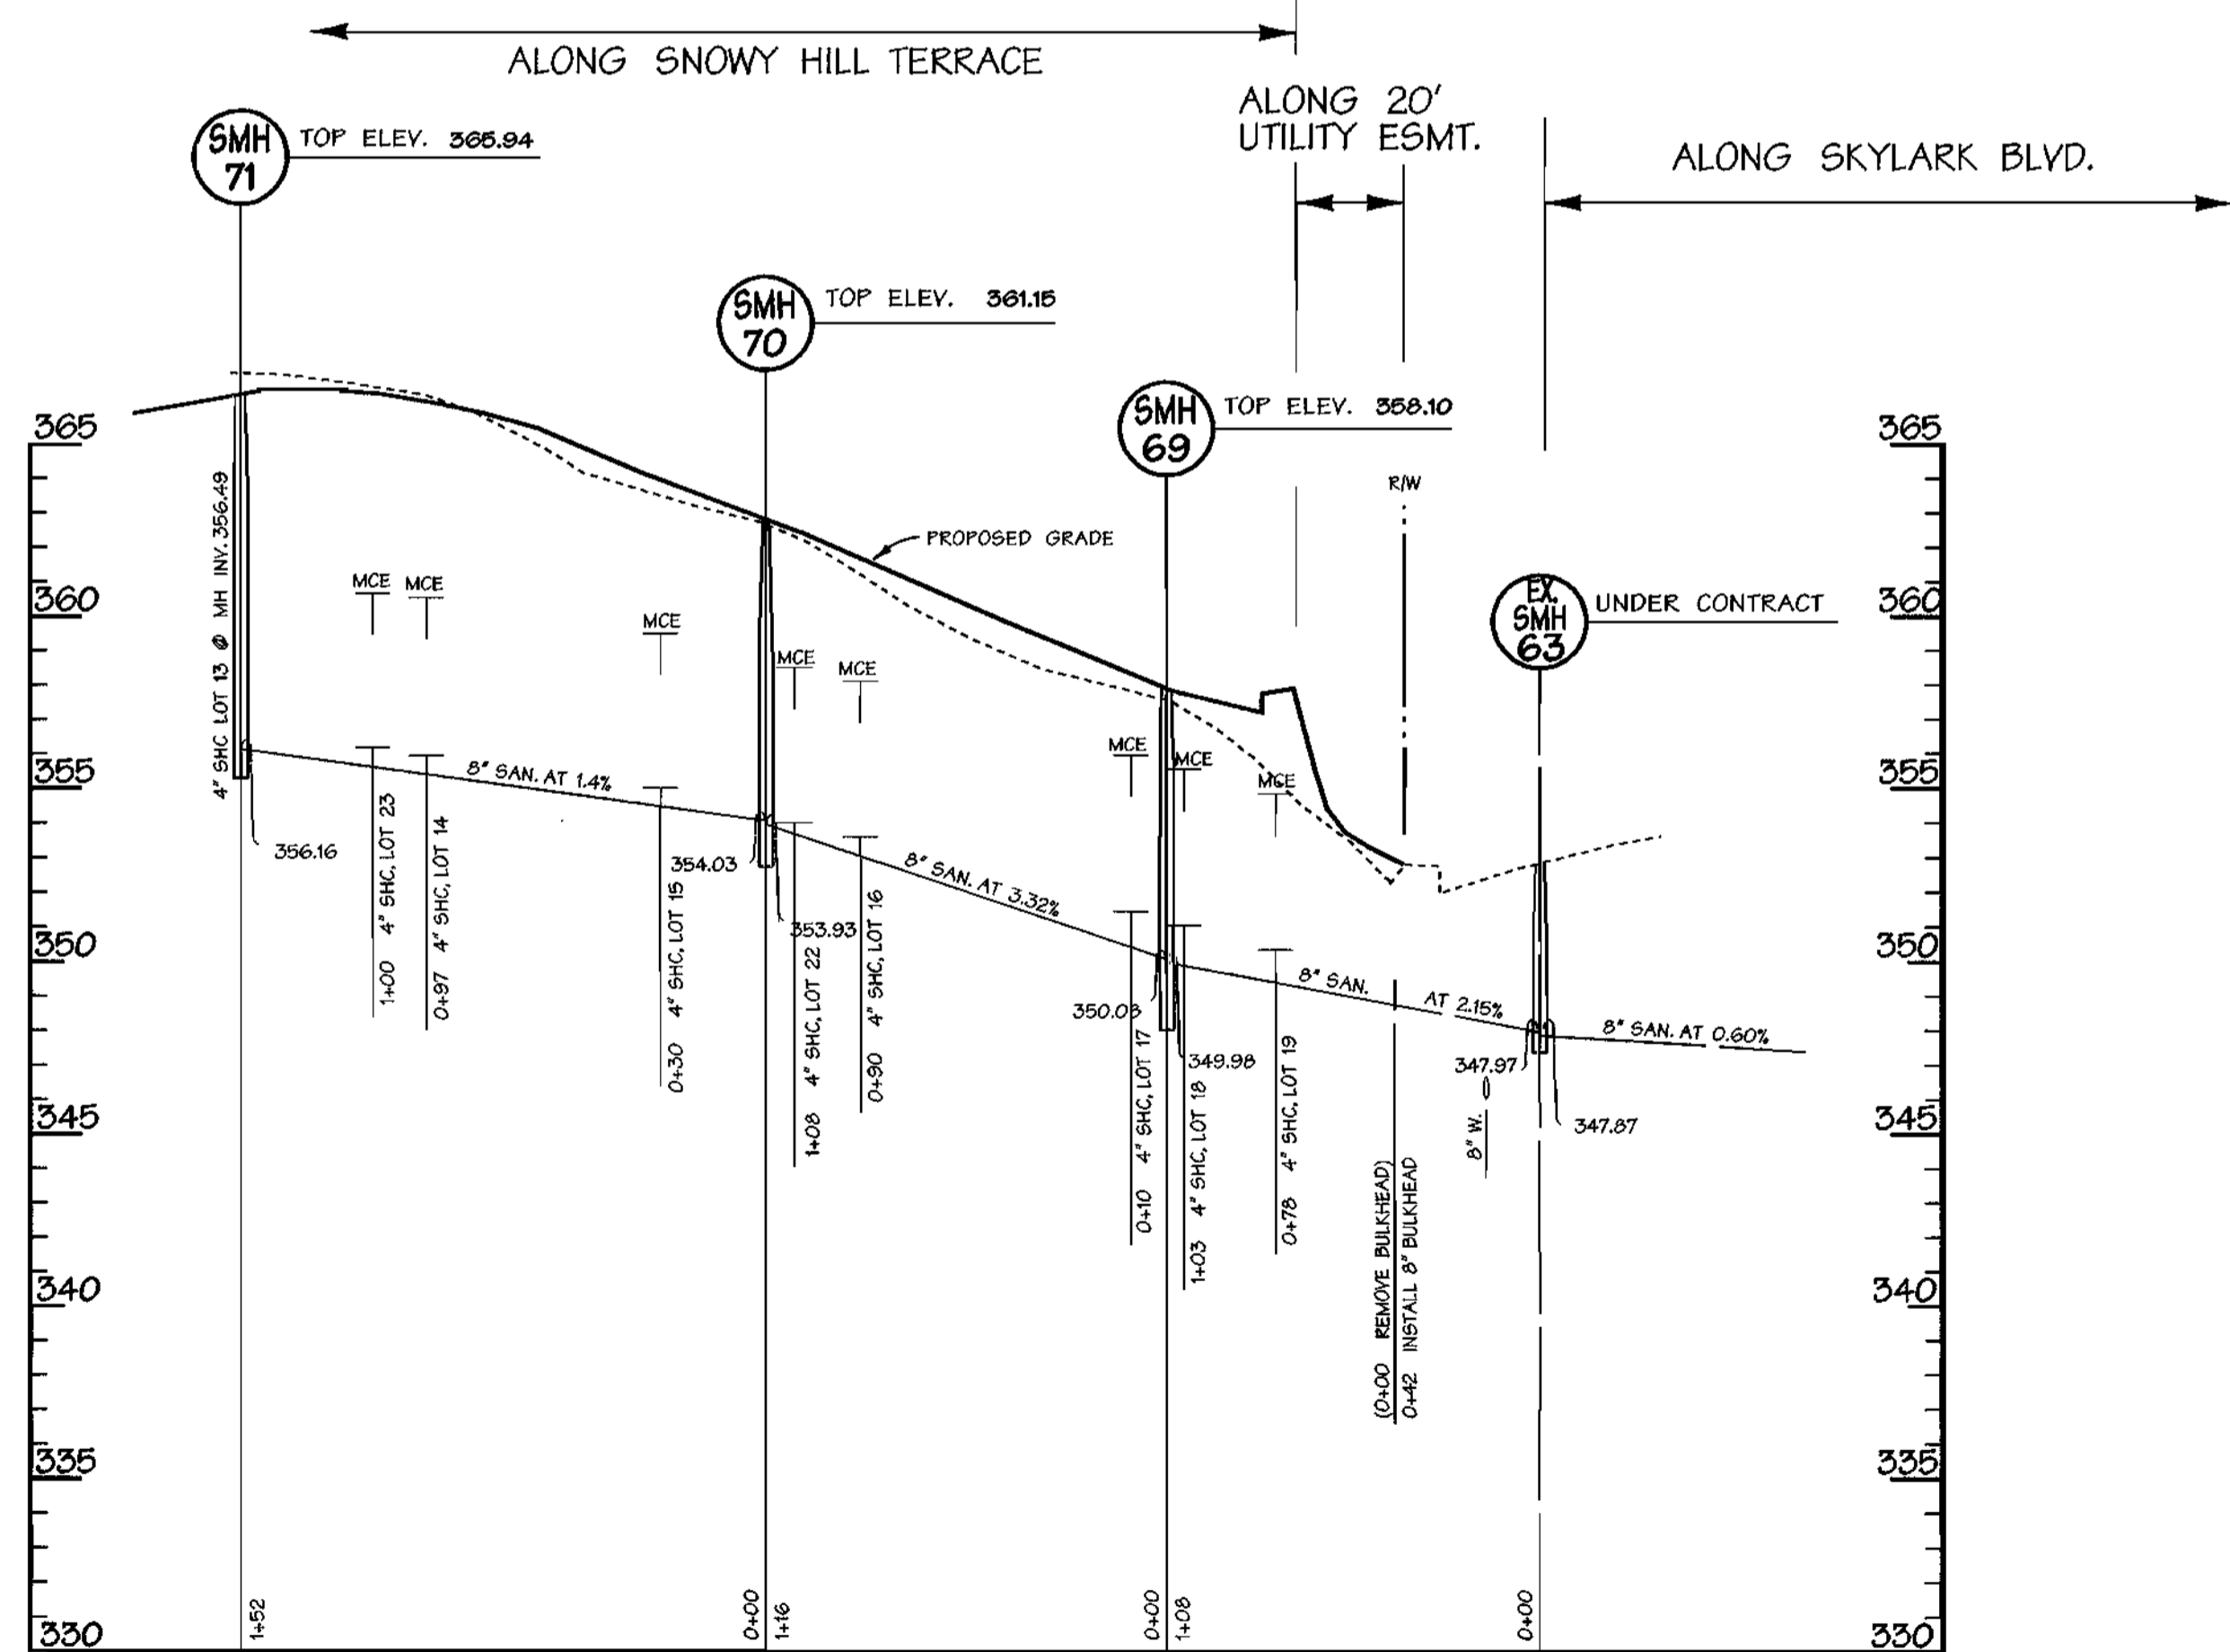 ALONG SNOWY HILL TERRACE
ALONG 20'
UTILITY ESMT.
ALONG SKYLARK BLVD.
SMH
71
TOP ELEV. 365.94
SMH
70
TOP ELEV. 361.15
SMH
69
TOP ELEV. 358.10
R/W
PROPOSED GRADE
EX.
SMH
63
UNDER CONTRACT
365
360
355
350
345
340
335
330
365
360
355
350
345
340
335
330
4" SHC LOT 13 @ MH INV. 356.49
MCE
MCE
MCE
MCE
MCE
MCE
MCE
MCE
8" SAN. AT 1.4%
8" SAN. AT 3.32%
8" SAN. AT 2.15%
8" SAN. AT 0.60%
356.16
354.03
353.93
350.03
349.98
347.97
347.87
1+00 4" SHC, LOT 23
0+97 4" SHC, LOT 14
0+30 4" SHC, LOT 15
1+08 4" SHC, LOT 22
0+90 4" SHC, LOT 16
0+10 4" SHC, LOT 17
1+03 4" SHC, LOT 18
0+78 4" SHC, LOT 19
(0+00 REMOVE BULKHEAD)
0+42 INSTALL 8" BULKHEAD
8" W.
1+52
0+00
1+16
0+00
1+08
0+00